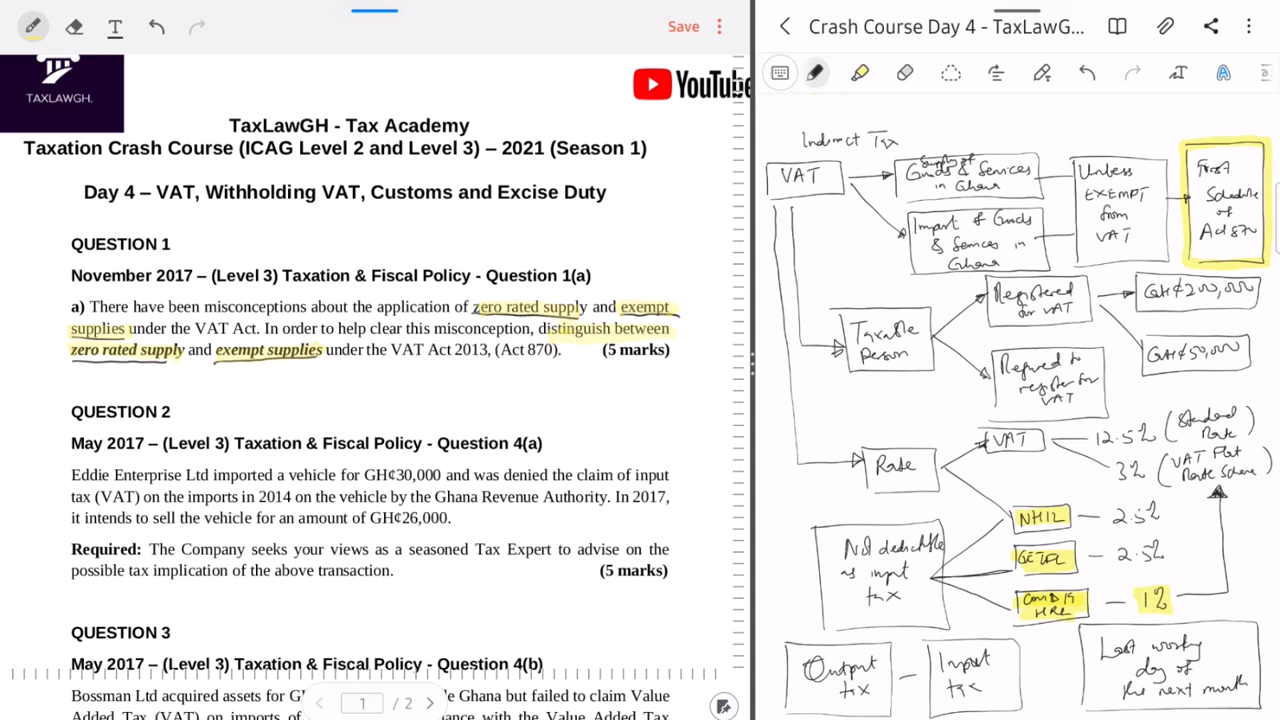 Save
TAXLAWGH.
YouTube
TaxLawGH - Tax Academy
Taxation Crash Course (ICAG Level 2 and Level 3) – 2021 (Season 1)
Day 4 – VAT, Withholding VAT, Customs and Excise Duty
QUESTION 1
November 2017 – (Level 3) Taxation & Fiscal Policy - Question 1(a)
a) There have been misconceptions about the application of zero rated supply and exempt
supplies under the VAT Act. In order to help clear this misconception, distinguish between
zero rated supply and exempt supplies under the VAT Act 2013, (Act 870). (5 marks)
QUESTION 2
May 2017 – (Level 3) Taxation & Fiscal Policy - Question 4(a)
Eddie Enterprise Ltd imported a vehicle for GH¢30,000 and was denied the claim of input
tax (VAT) on the imports in 2014 on the vehicle by the Ghana Revenue Authority. In 2017,
it intends to sell the vehicle for an amount of GH¢26,000.
Required: The Company seeks your views as a seasoned Tax Expert to advise on the
possible tax implication of the above transaction. (5 marks)
QUESTION 3
May 2017 – (Level 3) Taxation & Fiscal Policy - Question 4(b)
Bossman Ltd acquired assets for GH
le Ghana but failed to claim Value
Added Tax (VAT) on imports of
ance with the Value Added Tax
1 / 2
Crash Course Day 4 - TaxLawG...
Indirect Tax
VAT
Supply of
Goods & Services
in Ghana
Import of Goods
& Services in
Ghana
Unless
EXEMPT
from
VAT
First
Schedule
of
Act 870
Taxable
Person
Registered
for VAT
GH¢200,000
Required to
register for
VAT
GH¢50,000
Rate
VAT
12.5% (Standard
Rate)
3% (VAT Flat
Rate Scheme)
Not deductible
as input
tax
NHIL – 2.5%
GETFL – 2.5%
Covid 19
HRL – 1%
Output
tax
–
Input
tax
Last working
day of
the next month